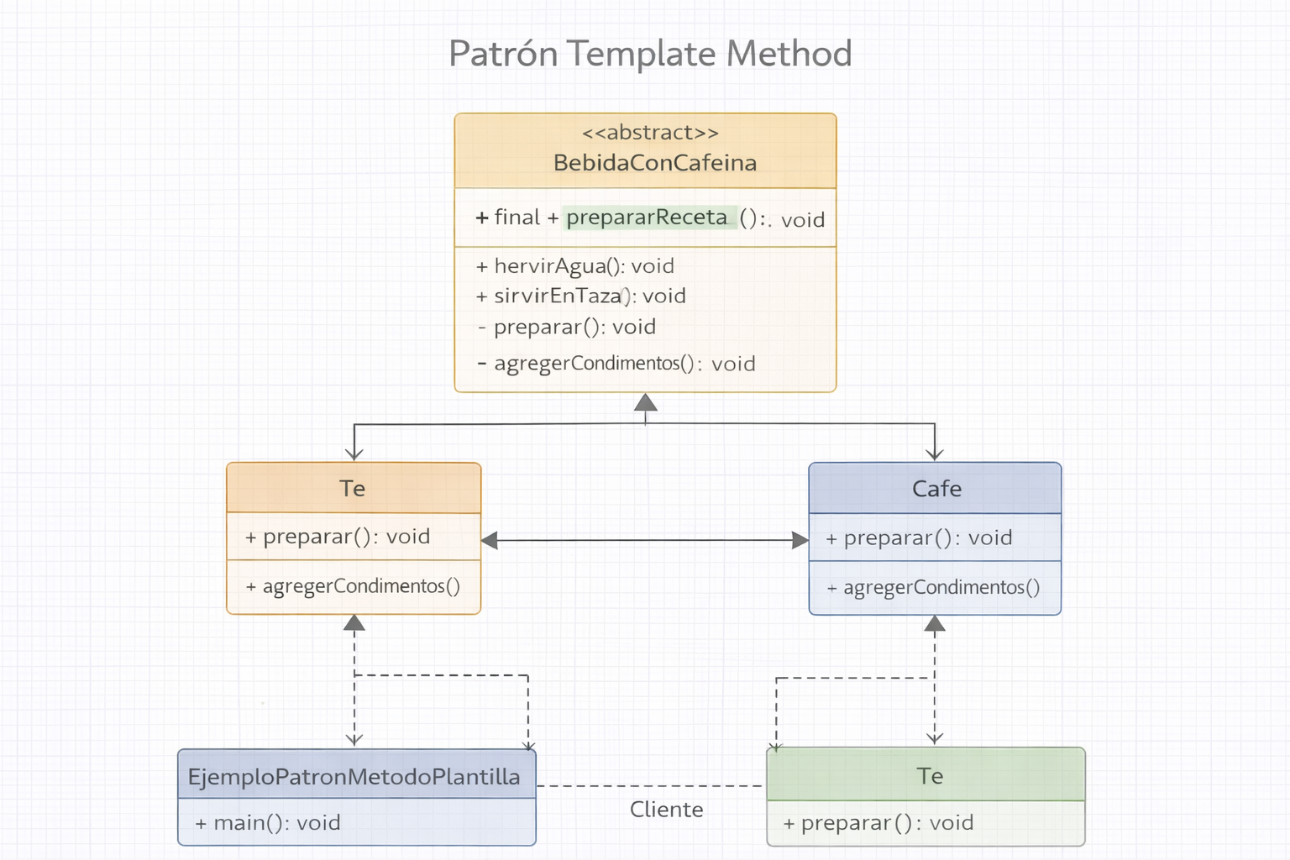 Patrón Template Method
<<abstract>>
BebidaConCafeina
+ final + prepararReceta ():. void
+ hervirAgua(): void
+ sirvirEnTaza(): void
- preparar(): void
- agregerCondimentos(): void
Te
+ preparar(): void
+ agregerCondimentos()
Cafe
+ preparar(): void
+ agregerCondimentos()
EjemploPatronMetodoPlantilla
+ main(): void
Cliente
Te
+ preparar(): void